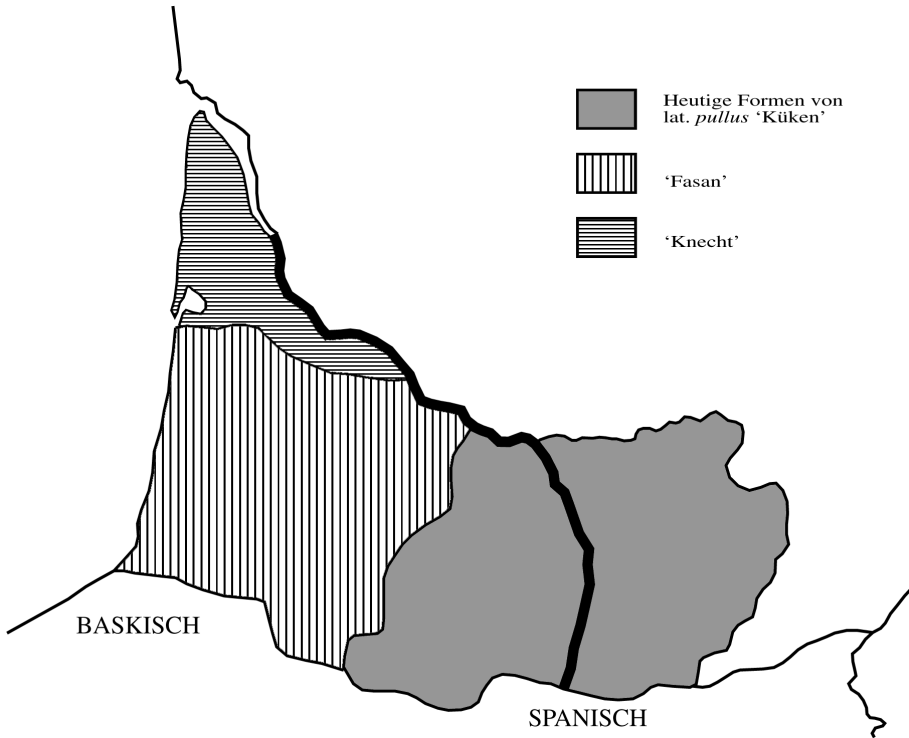 Heutige Formen von
lat. pullus ‘Küken’
‘Fasan’
‘Knecht’
BASKISCH
SPANISCH